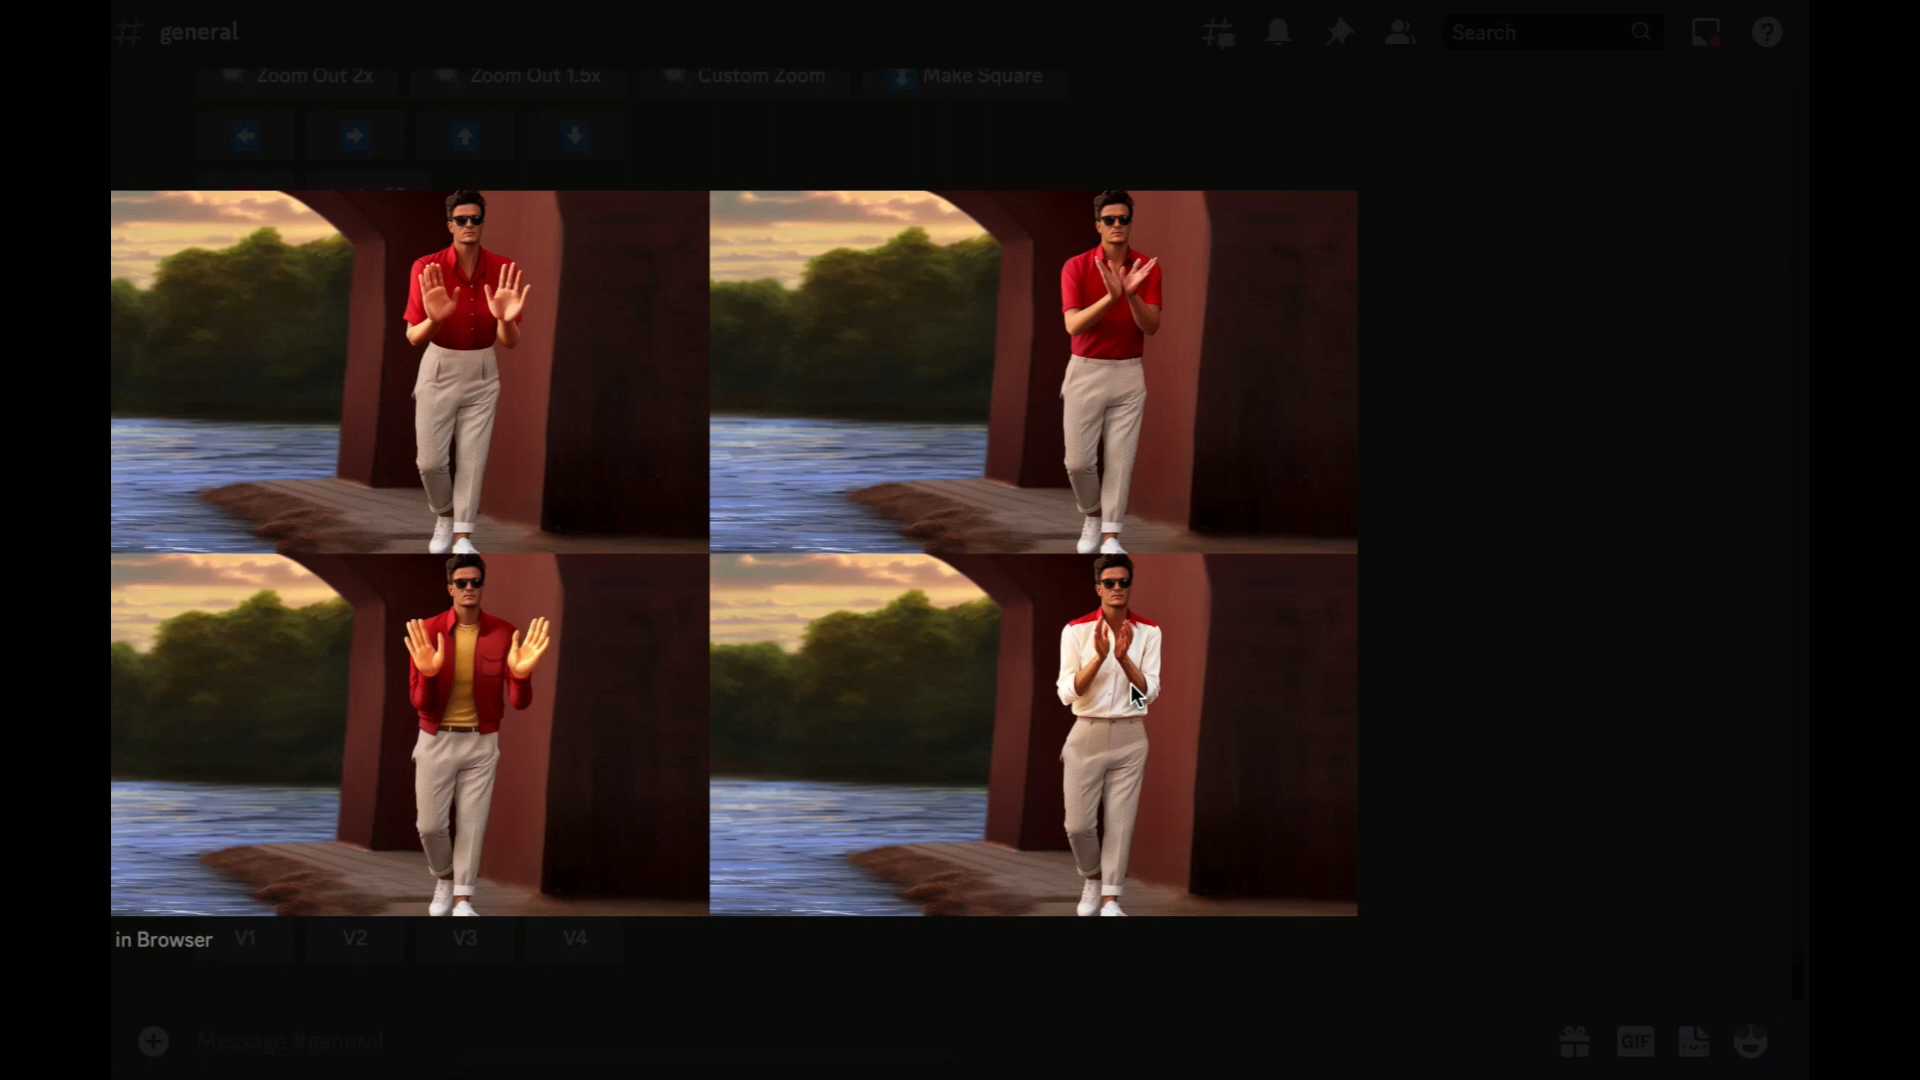 general
Search
Zoom Out 2x
Zoom Out 1.5x
Custom Zoom
Make Square
in Browser
V1
V2
V3
V4
Message #general
GIF